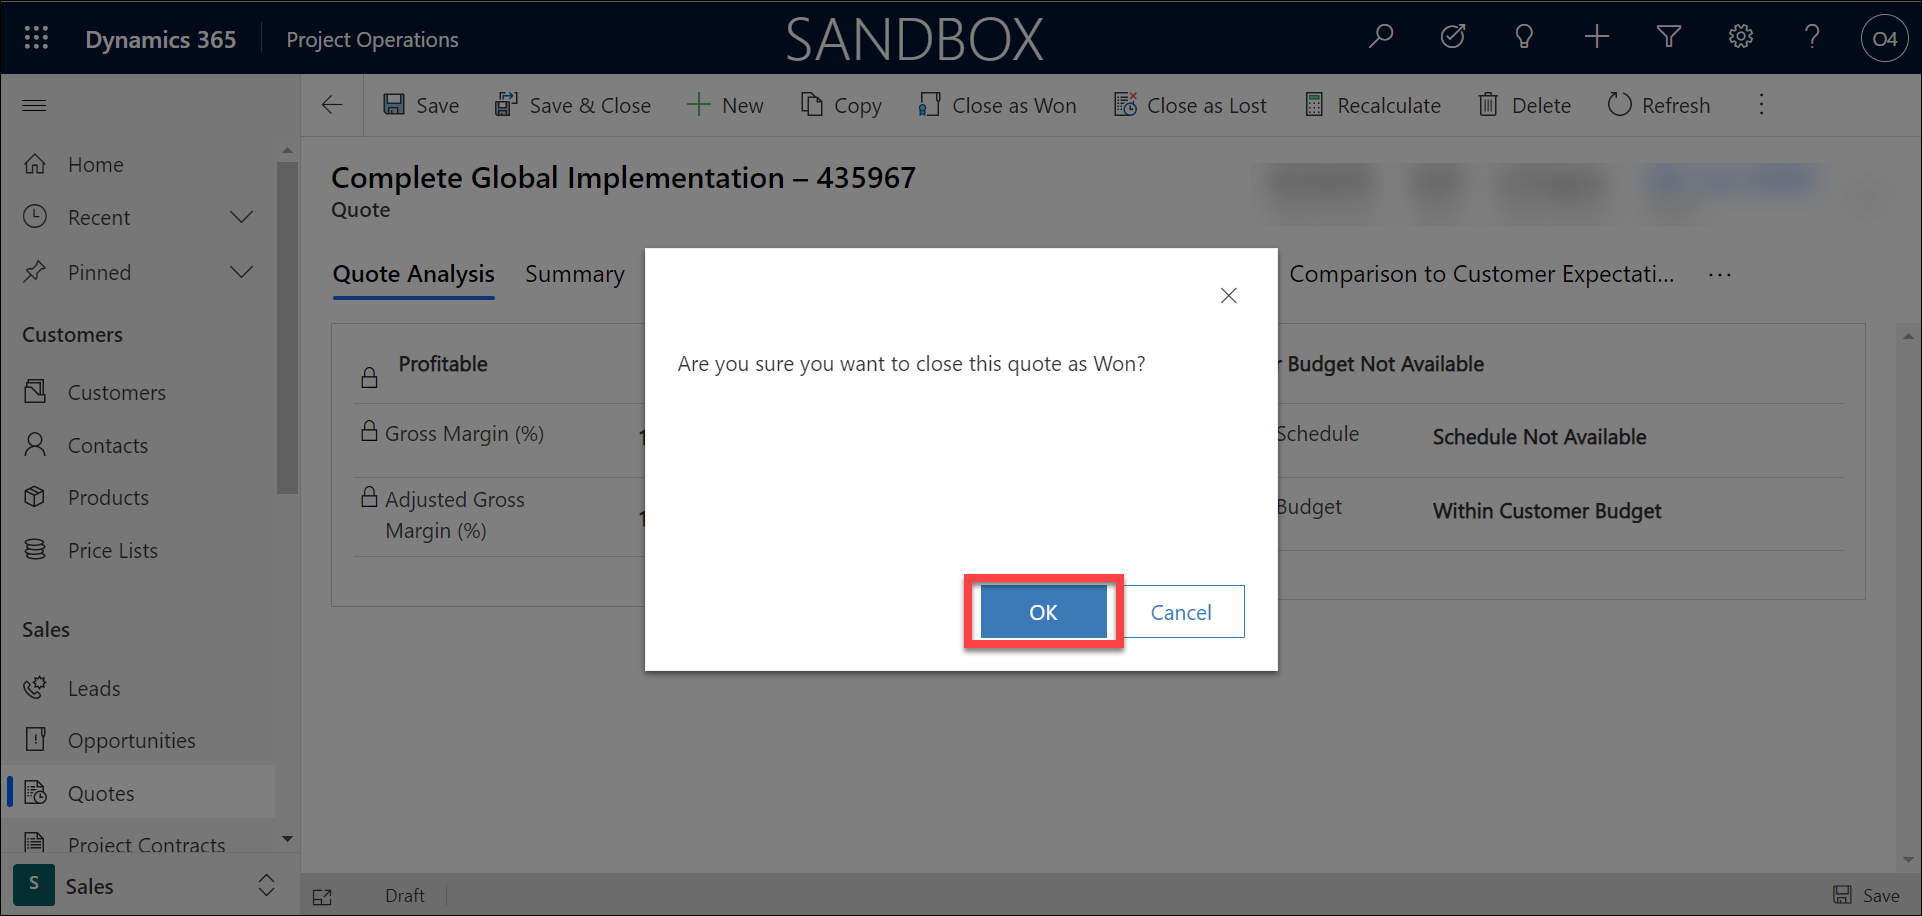 Dynamics 365
Project Operations
SANDBOX
O4
Save
Save & Close
New
Copy
Close as Won
Close as Lost
Recalculate
Delete
Refresh
Home
Recent
Pinned
Customers
Customers
Contacts
Products
Price Lists
Sales
Leads
Opportunities
Quotes
Project Contracts
S
Sales
Complete Global Implementation – 435967
Quote
Quote Analysis
Summary
Comparison to Customer Expectati...
Profitable
Gross Margin (%)
Adjusted Gross
Margin (%)
Budget Not Available
Schedule
Schedule Not Available
Budget
Within Customer Budget
Are you sure you want to close this quote as Won?
OK
Cancel
Draft
Save